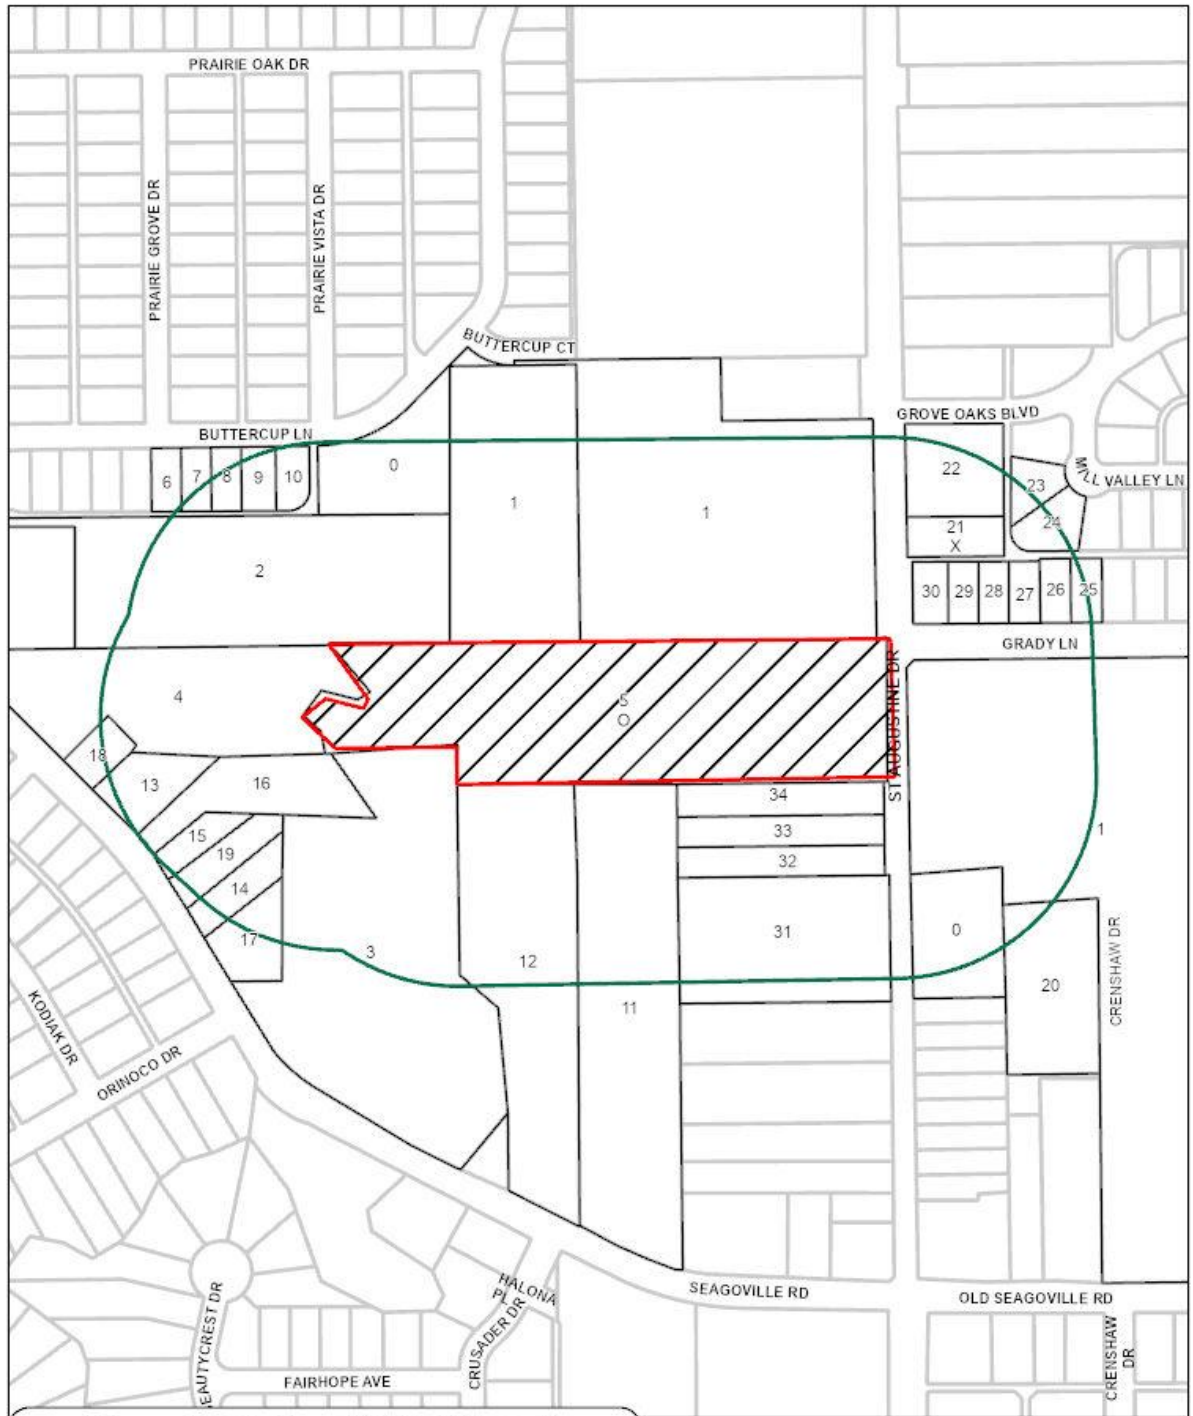 PRAIRIE OAK DR
PRAIRIE GROVE DR
PRAIRIE VISTA DR
BUTTERCUP CT
GROVE OAKS BLVD
BUTTERCUP LN
MILL VALLEY LN
0
22
23
6
7
8
9
10
1
1
24
21
X
2
30
29
28
27
26
25
GRADY LN
ST AUGUSTINE DR
4
S
O
18
13
16
34
15
33
1
19
32
14
17
3
12
31
0
20
CRENSHAW DR
11
KODIAK DR
ORINOCO DR
HALONA
PL
SEAGOVILLE RD
OLD SEAGOVILLE RD
EAUTYCREST DR
CRUSADER DR
CRENSHAW
DR
FAIRHOPE AVE